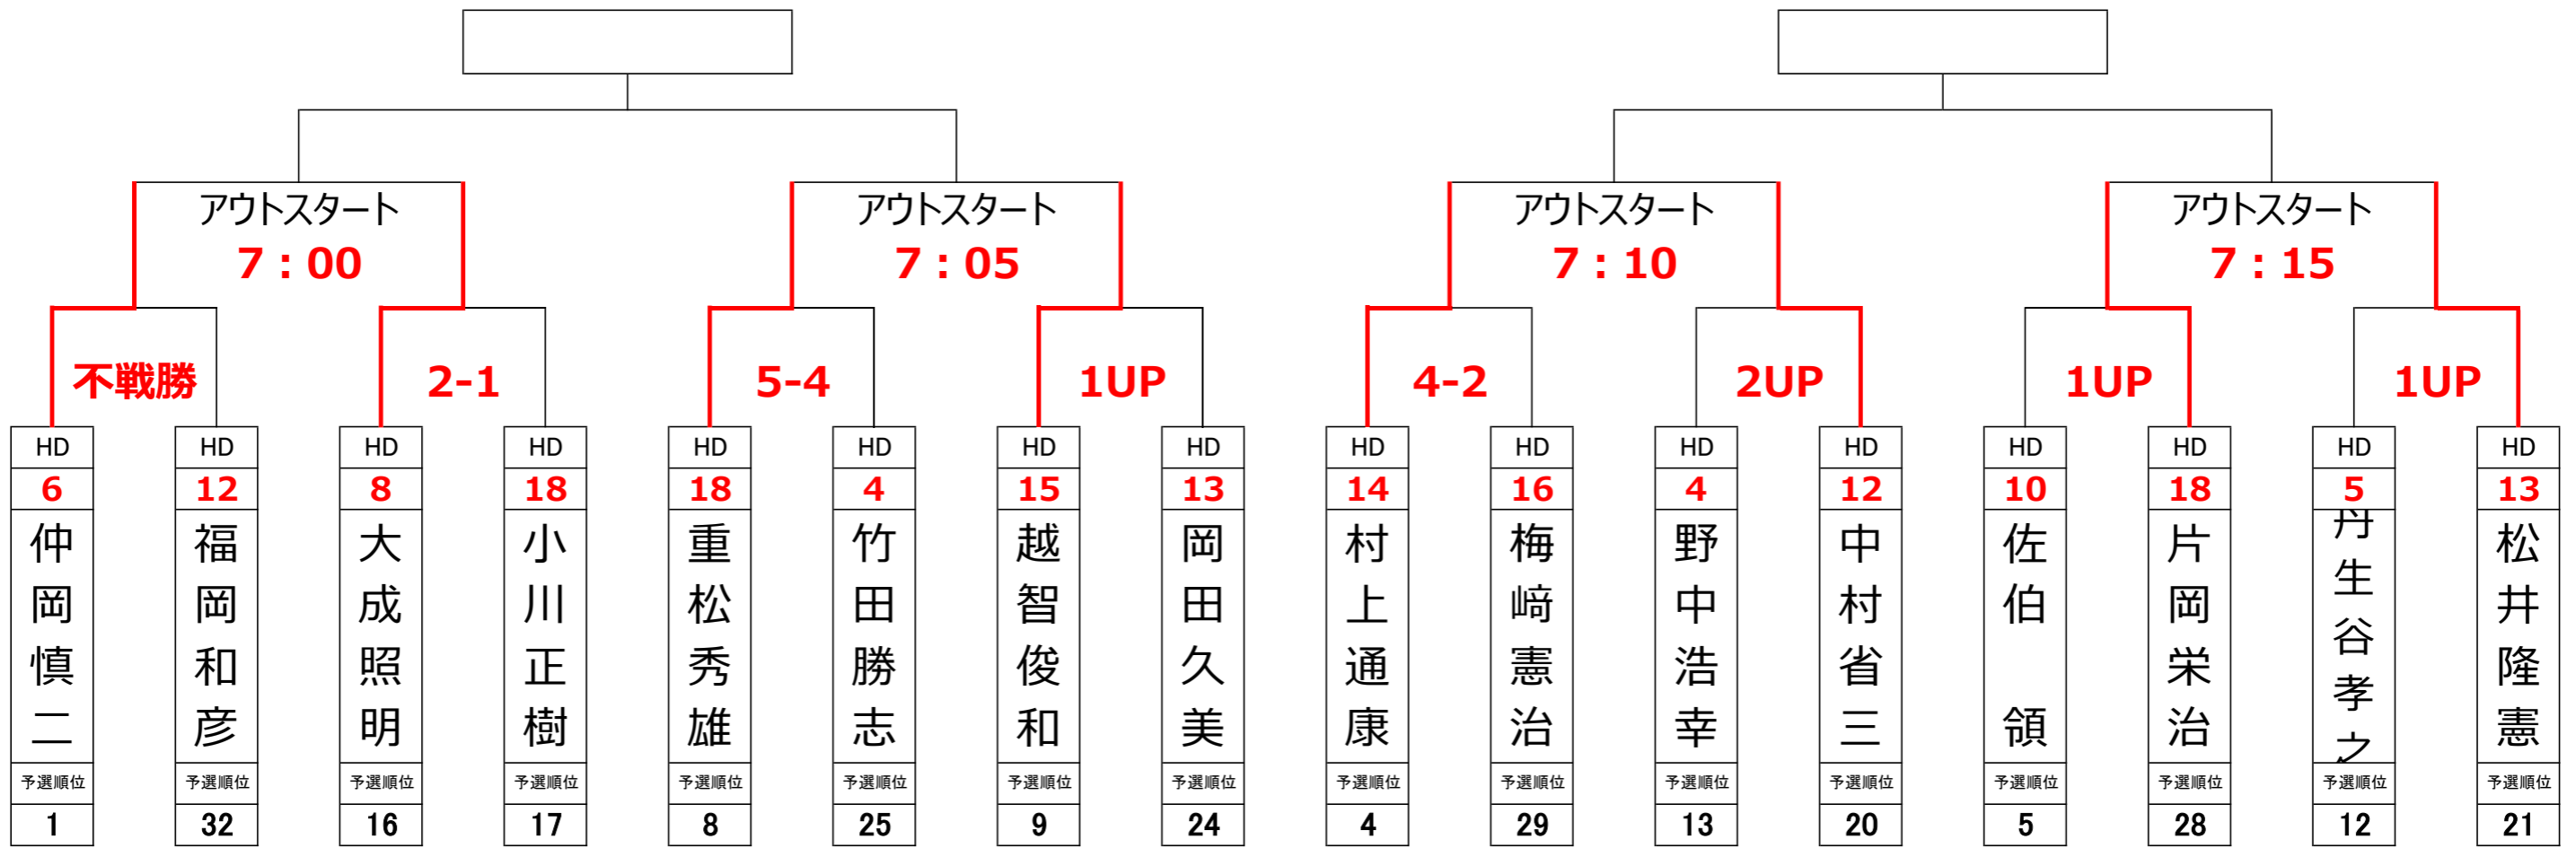 アウトスタート アウトスタート アウトスタート アウトスタート
7：00 7：05 7：10 7：15
不戦勝 2-1 5-4 1UP 4-2 2UP 1UP 1UP
HD HD HD HD HD HD HD HD HD HD HD HD HD HD HD HD
6 12 8 18 18 4 15 13 14 16 4 12 10 18 5 13
仲岡慎二
福岡和彦
大成照明
小川正樹
重松秀雄
竹田勝志
越智俊和
岡田久美
村上通康
梅﨑憲治
野中浩幸
中村省三
佐伯　領
片岡栄治
丹生谷孝之
松井隆憲
予選順位 予選順位 予選順位 予選順位 予選順位 予選順位 予選順位 予選順位 予選順位 予選順位 予選順位 予選順位 予選順位 予選順位 予選順位 予選順位
1 32 16 17 8 25 9 24 4 29 13 20 5 28 12 21